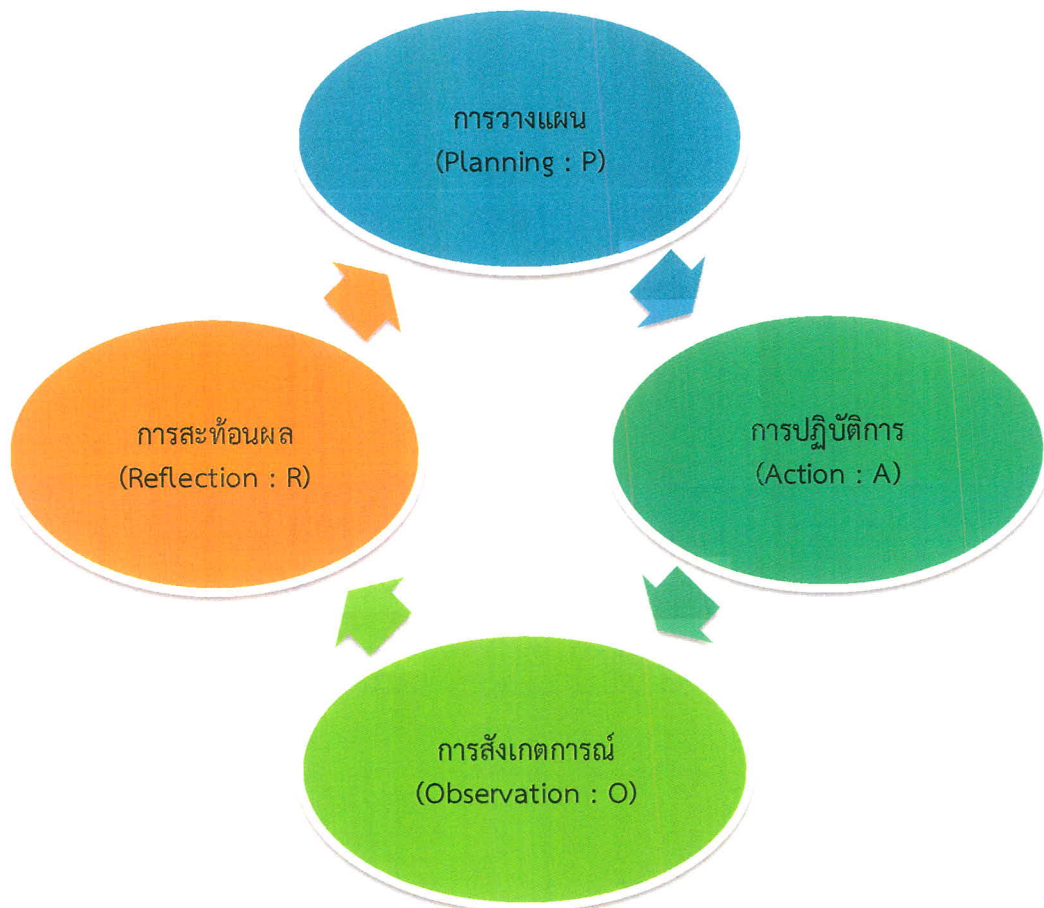 การวางแผน
(Planning : P)
การปฏิบัติการ
(Action : A)
การสังเกตการณ์
(Observation : O)
การสะท้อนผล
(Reflection : R)